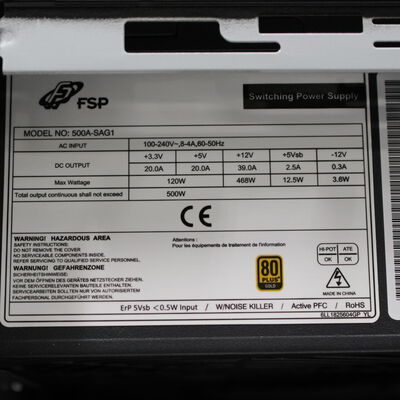 FSP
Switching Power Supply
MODEL NO: 500A-SAG1
AC INPUT 100-240V~,8-4A,60-50Hz
DC OUTPUT +3.3V +5V +12V +5Vsb -12V
20.0A 20.0A 39.0A 2.5A 0.3A
Max Wattage 120W 468W 12.5W 3.6W
Total output continuous shall not exceed 500W
CE
WARNING! HAZARDOUS AREA
SAFETY INSTRUCTIONS:
DO NOT REMOVE THE COVER
NO SERVICEABLE COMPONENTS INSIDE.
REFER SERVICING TO QUALIFIED SERVICE PERSONNEL.
WARNUNG! GEFAHRENZONE
SICHERHEITSHINWEIS:
VOR ÖFFNEN DES GERÄTES NETZSTECKER ZIEHEN
KEINE SERVICERELEVANTEN BAUTEILE ENTHALTEN
SERVICELEISTUNGEN NUR VON AUTORISIERTEM
FACHPERSONAL DURCHGEFUEHRT WERDEN.
Attentions :
Pour les équipements de traitement de information
80
PLUS
GOLD
HI-POT ATE
OK OK
MADE IN CHINA
ErP 5Vsb <0.5W Input / W/NOISE KILLER / Active PFC / RoHS
6LL1825604GP YL